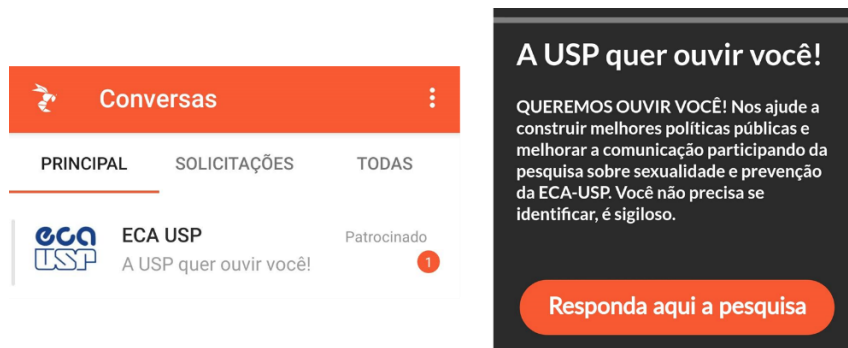 Conversas
PRINCIPAL SOLICITAÇÕES TODAS
eca
USP
ECA USP
Patrocinado
A USP quer ouvir você!
1
A USP quer ouvir você!
QUEREMOS OUVIR VOCÊ! Nos ajude a
construir melhores políticas públicas e
melhorar a comunicação participando da
pesquisa sobre sexualidade e prevenção
da ECA-USP. Você não precisa se
identificar, é sigiloso.
Responda aqui a pesquisa